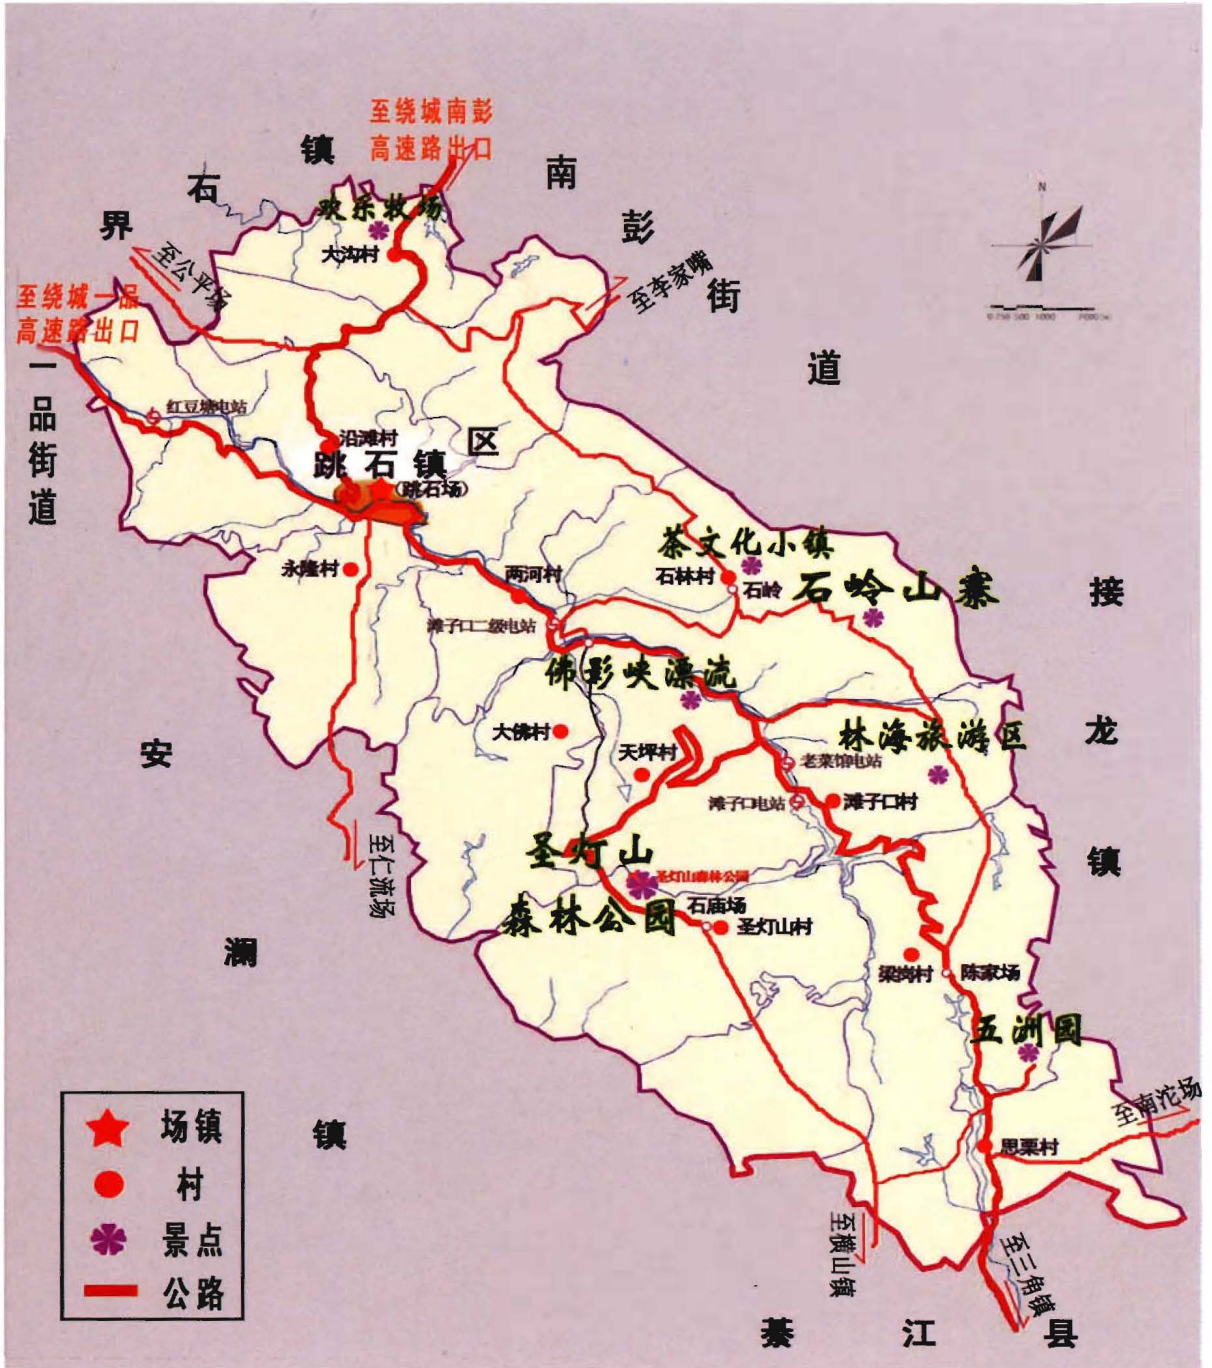 至绕城南彭
高速路出口
镇
石
界
南
彭
街
道
N
欢乐牧场
大沟村
至公平场
至李家嘴
至绕城一品
高速路出口
一品街道
红豆塘电站
沿滩村
跳石镇
区
(跳石场)
茶文化小镇
石林村
石岭
石岭山寨
接
龙
镇
永隆村
两河村
滩子口二级电站
佛影峡漂流
大佛村
天坪村
林海旅游区
老菜馆电站
滩子口电站
滩子口村
安
澜
镇
至仁流场
圣灯山
森林公园
圣灯山森林公园
石庙场
圣灯山村
梁岗村
陈家场
五洲园
至南沱场
思栗村
至横山镇
至三角镇
綦江县
场镇
村
景点
公路